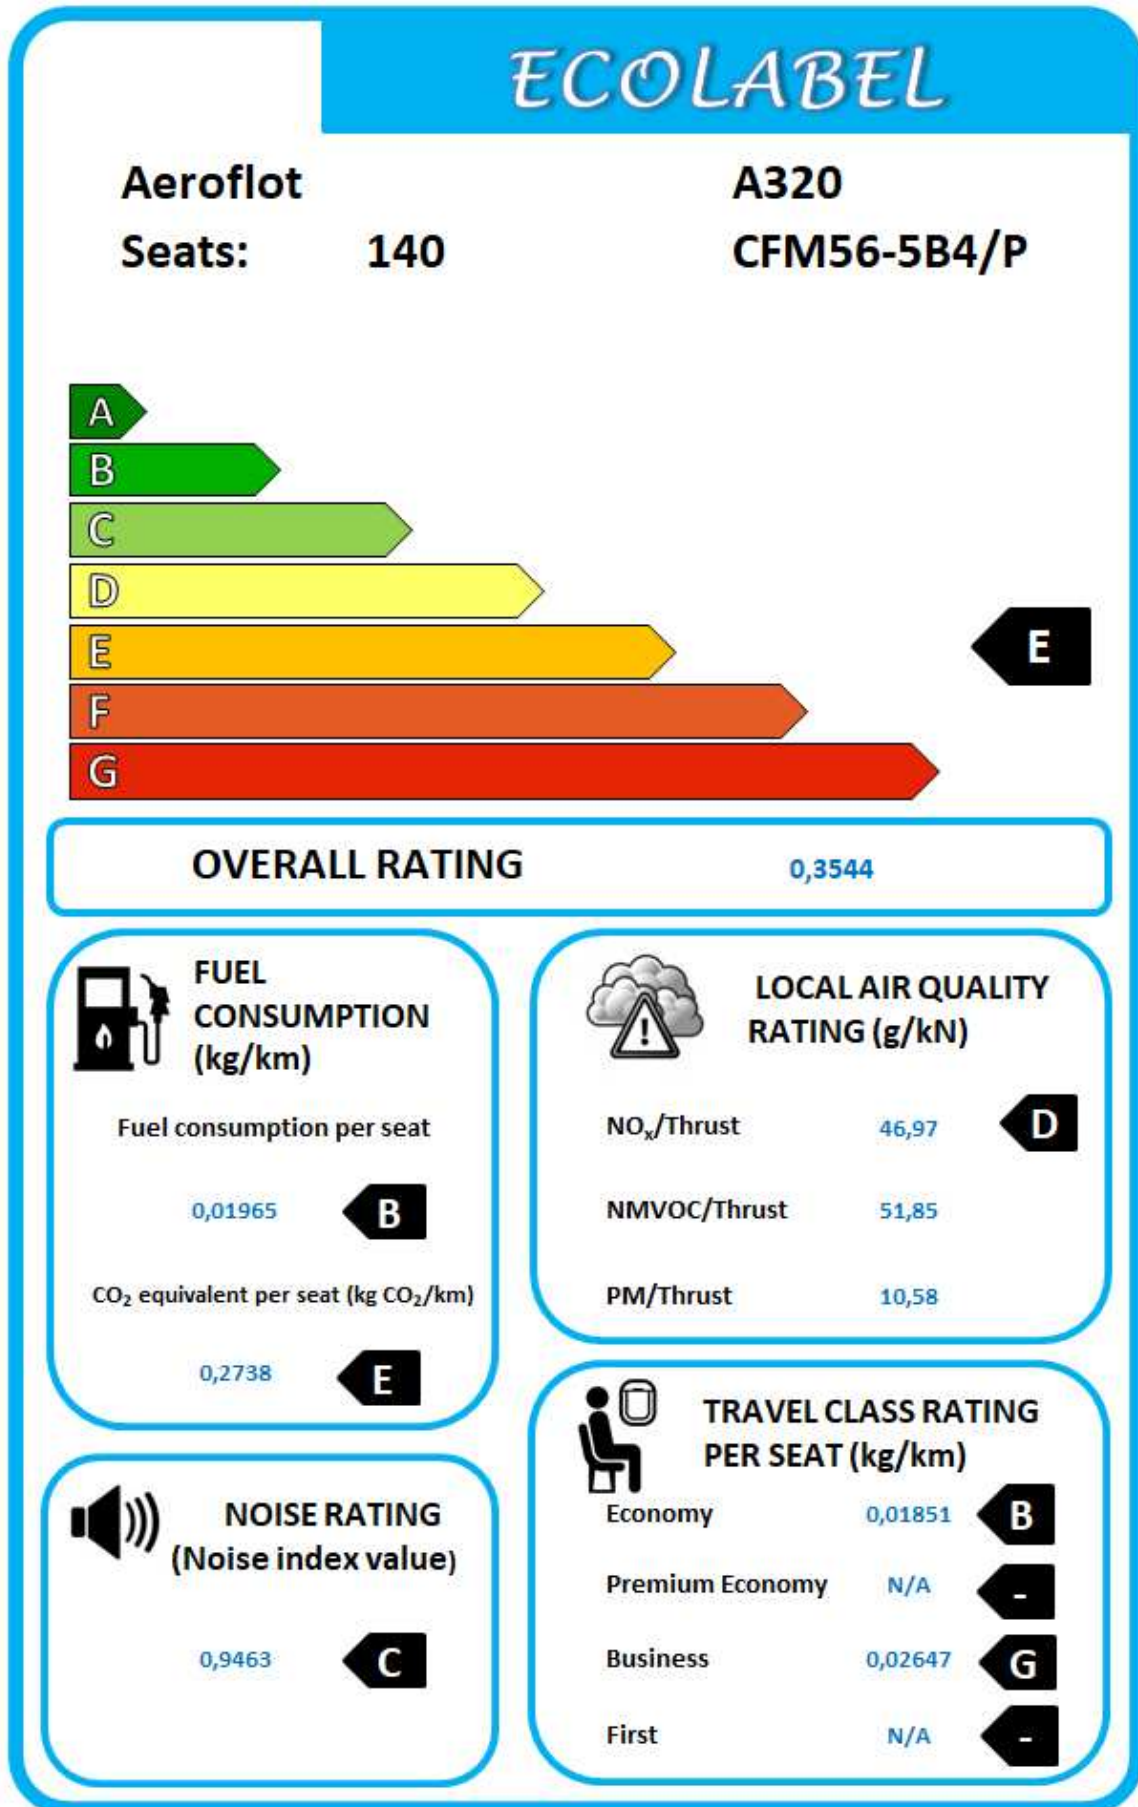 ECOLABEL
Aeroflot A320
Seats: 140 CFM56-5B4/P
A
B
C
D
E
E
F
G
OVERALL RATING 0,3544
FUEL
CONSUMPTION
(kg/km)
Fuel consumption per seat
0,01965 B
CO₂ equivalent per seat (kg CO₂/km)
0,2738 E
LOCAL AIR QUALITY
RATING (g/kN)
NOₓ/Thrust 46,97 D
NMVOC/Thrust 51,85
PM/Thrust 10,58
NOISE RATING
(Noise index value)
0,9463 C
TRAVEL CLASS RATING
PER SEAT (kg/km)
Economy 0,01851 B
Premium Economy N/A -
Business 0,02647 G
First N/A -